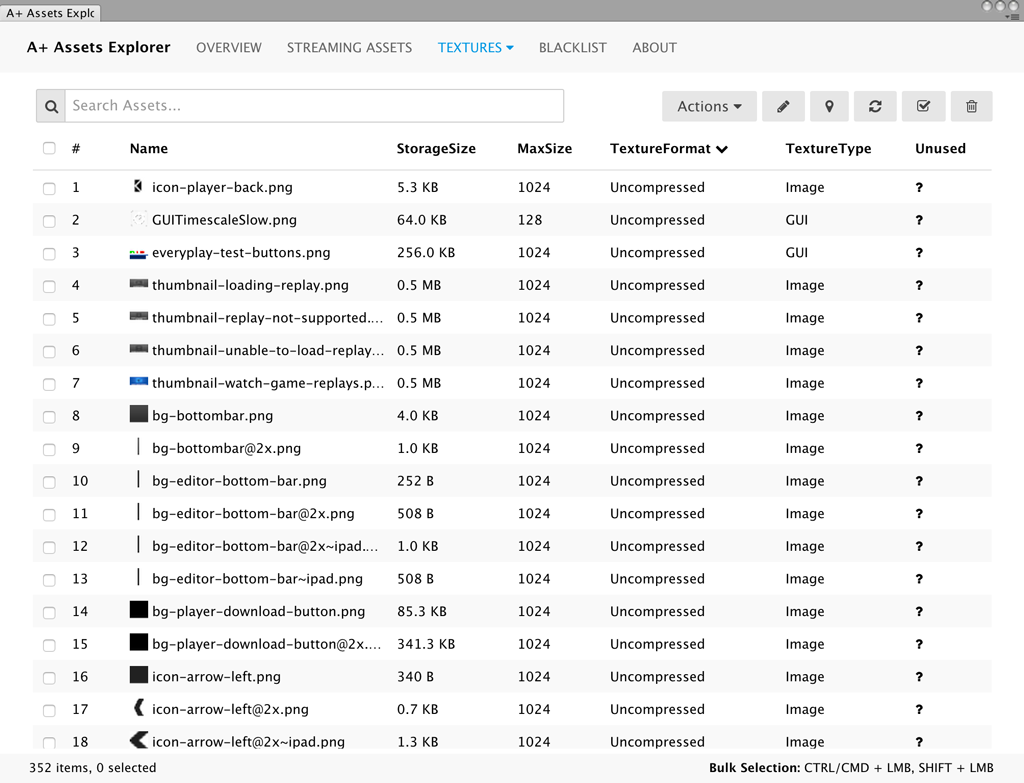 A+ Assets Explo
A+ Assets Explorer OVERVIEW STREAMING ASSETS TEXTURES BLACKLIST ABOUT
Search Assets... Actions
# Name StorageSize MaxSize TextureFormat TextureType Unused
1 icon-player-back.png 5.3 KB 1024 Uncompressed Image ?
2 GUITimescaleSlow.png 64.0 KB 128 Uncompressed GUI ?
3 everyplay-test-buttons.png 256.0 KB 1024 Uncompressed GUI ?
4 thumbnail-loading-replay.png 0.5 MB 1024 Uncompressed Image ?
5 thumbnail-replay-not-supported.... 0.5 MB 1024 Uncompressed Image ?
6 thumbnail-unable-to-load-replay... 0.5 MB 1024 Uncompressed Image ?
7 thumbnail-watch-game-replays.p... 0.5 MB 1024 Uncompressed Image ?
8 bg-bottombar.png 4.0 KB 1024 Uncompressed Image ?
9 bg-bottombar@2x.png 1.0 KB 1024 Uncompressed Image ?
10 bg-editor-bottom-bar.png 252 B 1024 Uncompressed Image ?
11 bg-editor-bottom-bar@2x.png 508 B 1024 Uncompressed Image ?
12 bg-editor-bottom-bar@2x~ipad.... 1.0 KB 1024 Uncompressed Image ?
13 bg-editor-bottom-bar~ipad.png 508 B 1024 Uncompressed Image ?
14 bg-player-download-button.png 85.3 KB 1024 Uncompressed Image ?
15 bg-player-download-button@2x.... 341.3 KB 1024 Uncompressed Image ?
16 icon-arrow-left.png 340 B 1024 Uncompressed Image ?
17 icon-arrow-left@2x.png 0.7 KB 1024 Uncompressed Image ?
18 icon-arrow-left@2x~ipad.png 1.3 KB 1024 Uncompressed Image ?
352 items, 0 selected Bulk Selection: CTRL/CMD + LMB, SHIFT + LMB